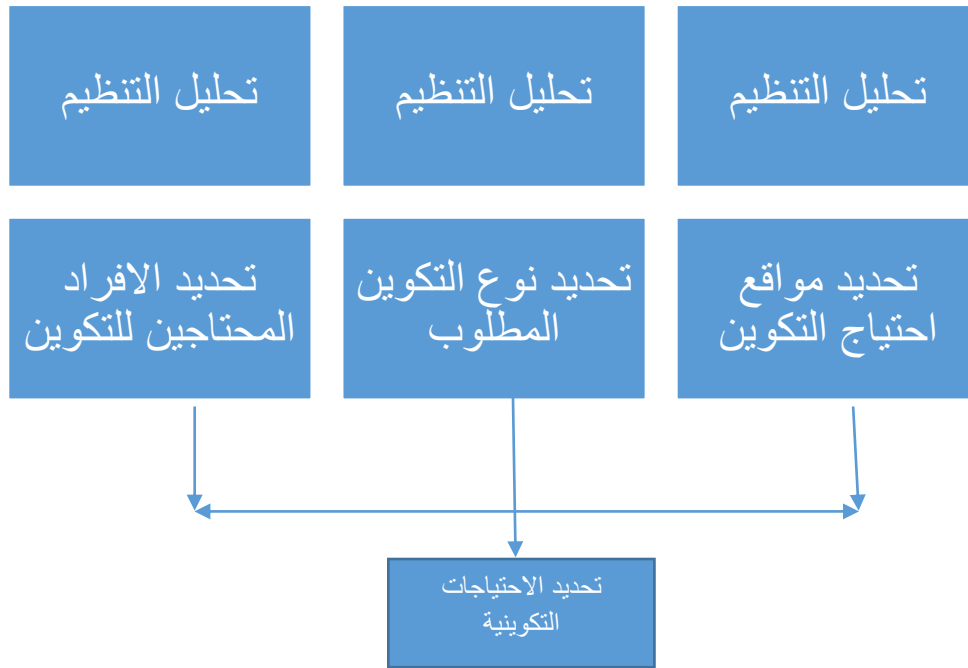 تحليل التنظيم
تحليل التنظيم
تحليل التنظيم
تحديد مواقع
احتياج التكوين
تحديد نوع التكوين
المطلوب
تحديد الافراد
المحتاجين للتكوين
تحديد الاحتياجات
التكوينية